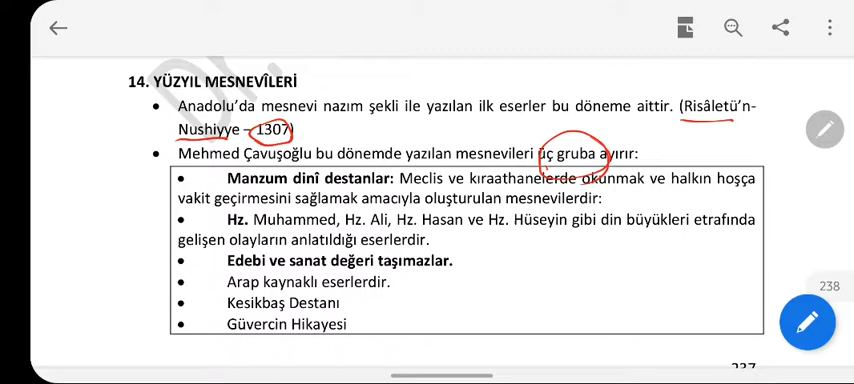 14. YÜZYIL MESNEVÎLERİ
• Anadolu'da mesnevi nazım şekli ile yazılan ilk eserler bu döneme aittir. (Risâletü'n-
Nushiyye – 1307)
• Mehmed Çavuşoğlu bu dönemde yazılan mesnevileri üç gruba ayırır:
• Manzum dinî destanlar: Meclis ve kıraathanelerde okunmak ve halkın hoşça
vakit geçirmesini sağlamak amacıyla oluşturulan mesnevilerdir:
• Hz. Muhammed, Hz. Ali, Hz. Hasan ve Hz. Hüseyin gibi din büyükleri etrafında
gelişen olayların anlatıldığı eserlerdir.
• Edebi ve sanat değeri taşımazlar.
• Arap kaynaklı eserlerdir.
• Kesikbaş Destanı
• Güvercin Hikayesi
238
237